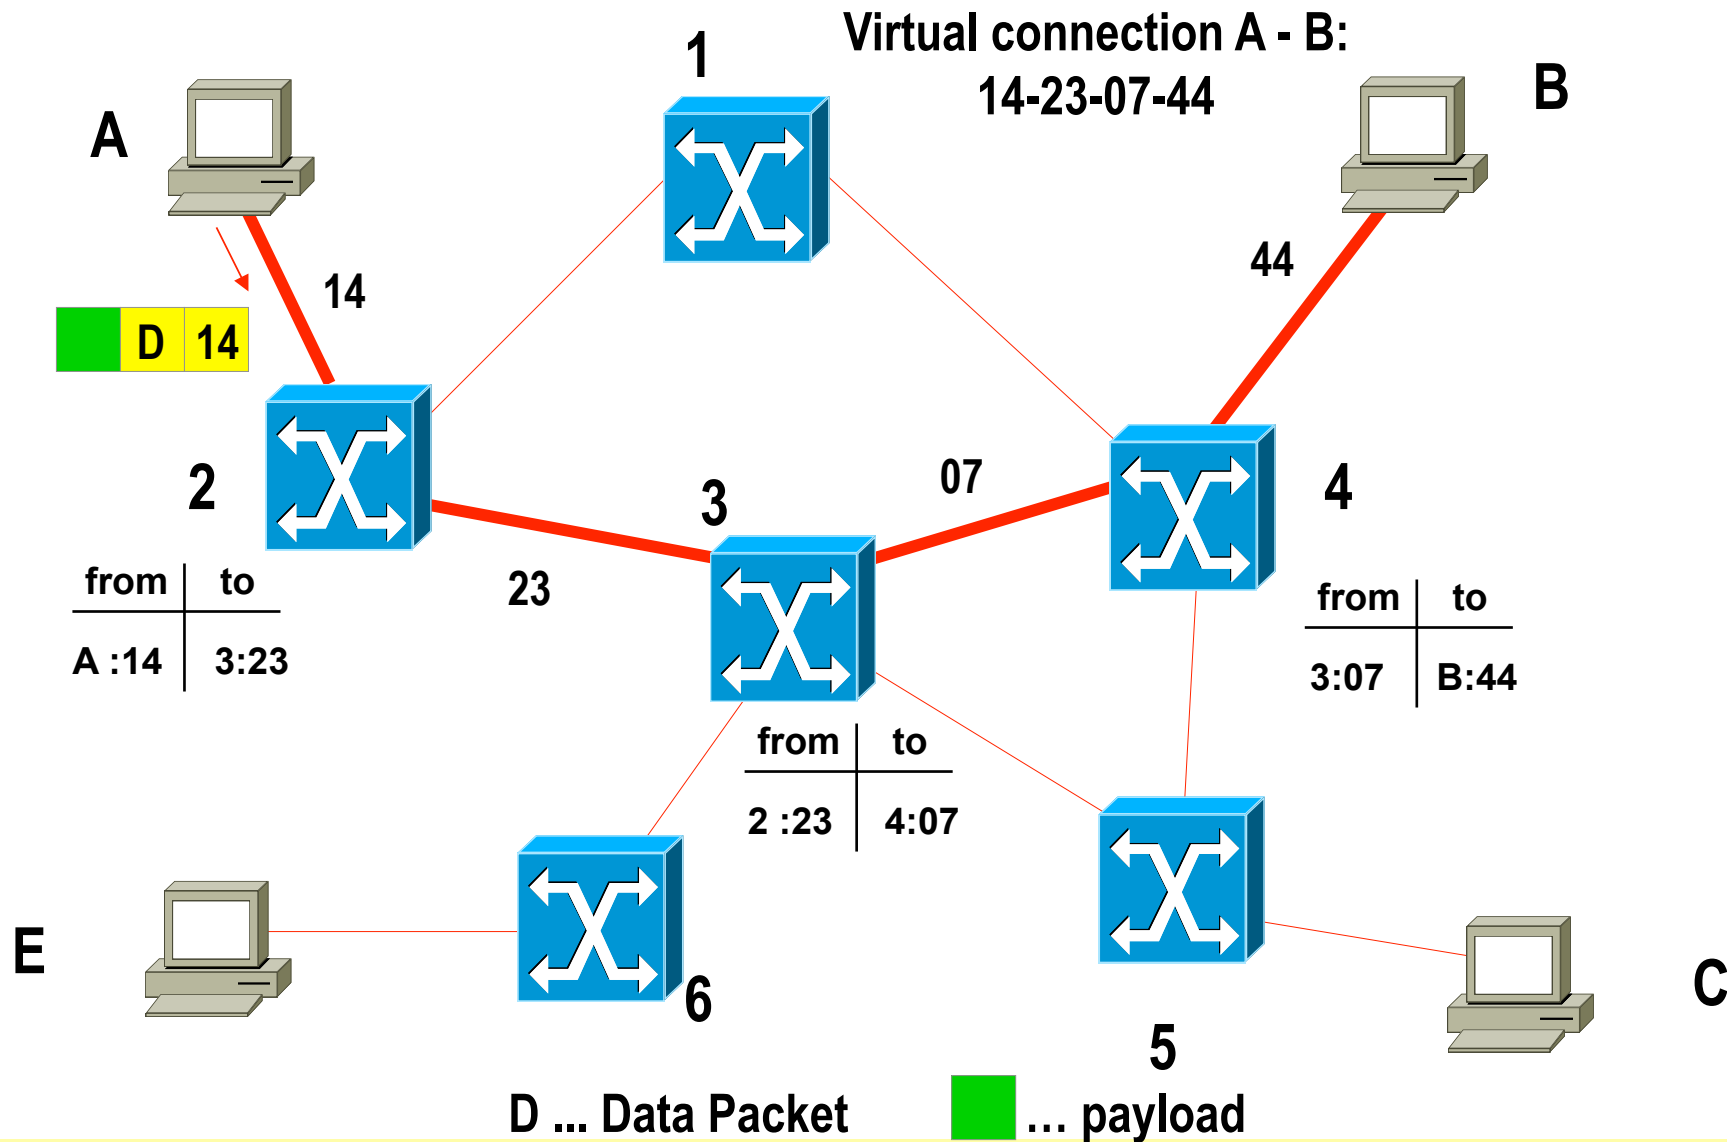 Virtual connection A - B:
14-23-07-44
1
A
B
14
44
D 14
2
3
07
4
23
from to
A :14 3:23
from to
3:07 B:44
from to
2 :23 4:07
E
6
C
5
D ... Data Packet
... payload